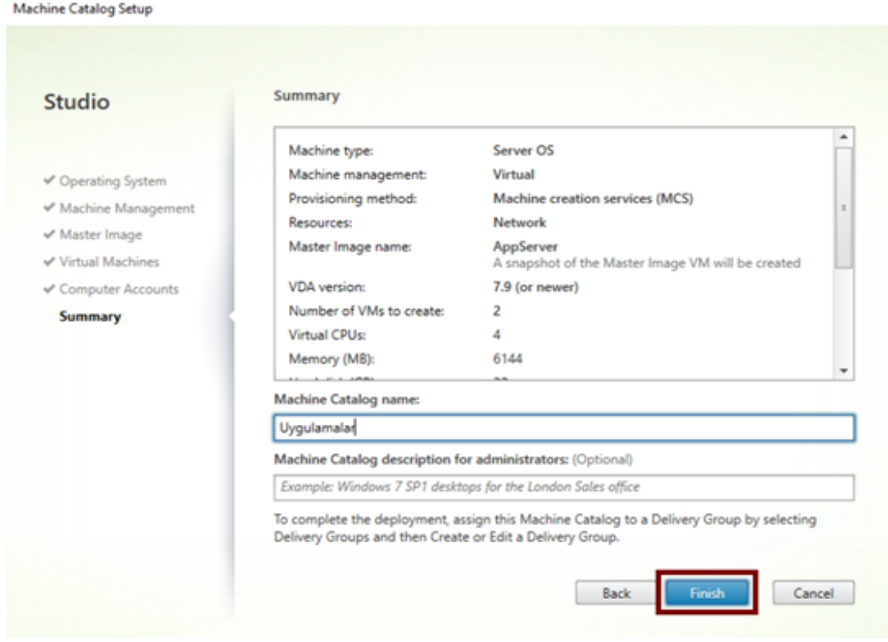 Machine Catalog Setup
Studio
✔ Operating System
✔ Machine Management
✔ Master Image
✔ Virtual Machines
✔ Computer Accounts
Summary
Summary
Machine type: Server OS
Machine management: Virtual
Provisioning method: Machine creation services (MCS)
Resources: Network
Master Image name: AppServer
A snapshot of the Master Image VM will be created
VDA version: 7.9 (or newer)
Number of VMs to create: 2
Virtual CPUs: 4
Memory (MB): 6144
Machine Catalog name:
Uygulamalar
Machine Catalog description for administrators: (Optional)
Example: Windows 7 SP1 desktops for the London Sales office
To complete the deployment, assign this Machine Catalog to a Delivery Group by selecting
Delivery Groups and then Create or Edit a Delivery Group.
Back Finish Cancel